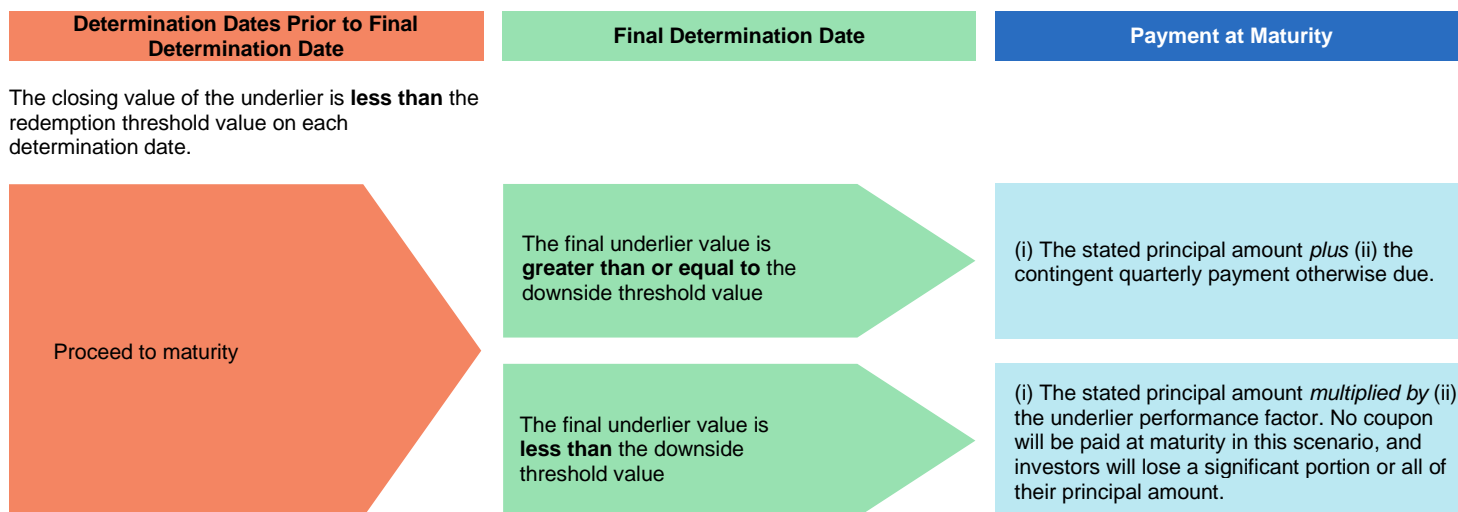 Determination Dates Prior to Final
Determination Date
Final Determination Date
Payment at Maturity
The closing value of the underlier is less than the
redemption threshold value on each
determination date.
Proceed to maturity
The final underlier value is
greater than or equal to the
downside threshold value
(i) The stated principal amount plus (ii) the
contingent quarterly payment otherwise due.
The final underlier value is
less than the downside
threshold value
(i) The stated principal amount multiplied by (ii)
the underlier performance factor. No coupon
will be paid at maturity in this scenario, and
investors will lose a significant portion or all of
their principal amount.